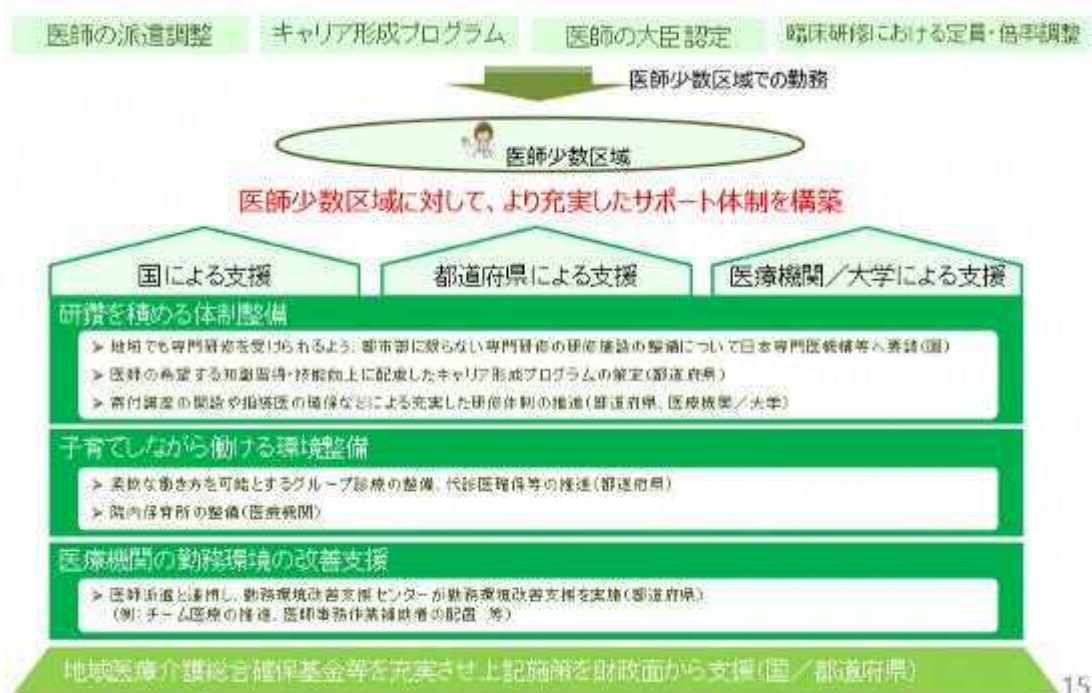 医師の派遣調整
キャリア形成プログラム
医師の大臣認定
臨床研修における定員・倍率調整
医師少数区域での勤務
医師少数区域
医師少数区域に対して、より充実したサポート体制を構築
国による支援
都道府県による支援
医療機関／大学による支援
研鑽を積める体制整備
➢ 地域でも専門研修を受けられるよう、都市部に限らない専門研修の研修施設の整備について日本専門医機構等へ要請(国)
➢ 医師の希望する知識習得・技能向上に配慮したキャリア形成プログラムの策定(都道府県)
➢ 寄付講座の開設や指導医の確保などによる充実した研修体制の推進(都道府県、医療機関／大学)
子育てしながら働ける環境整備
➢ 柔軟な働き方を可能とするグループ診療の整備、代診医確保等の推進(都道府県)
➢ 院内保育所の整備(医療機関)
医療機関の勤務環境の改善支援
➢ 医師派遣と連携し、勤務環境改善支援センターが勤務環境改善支援を実施(都道府県)
(例:チーム医療の推進、医師事務作業補助者の配置 等)
地域医療介護総合確保基金等を充実させ上記施策を財政面から支援(国／都道府県)
15